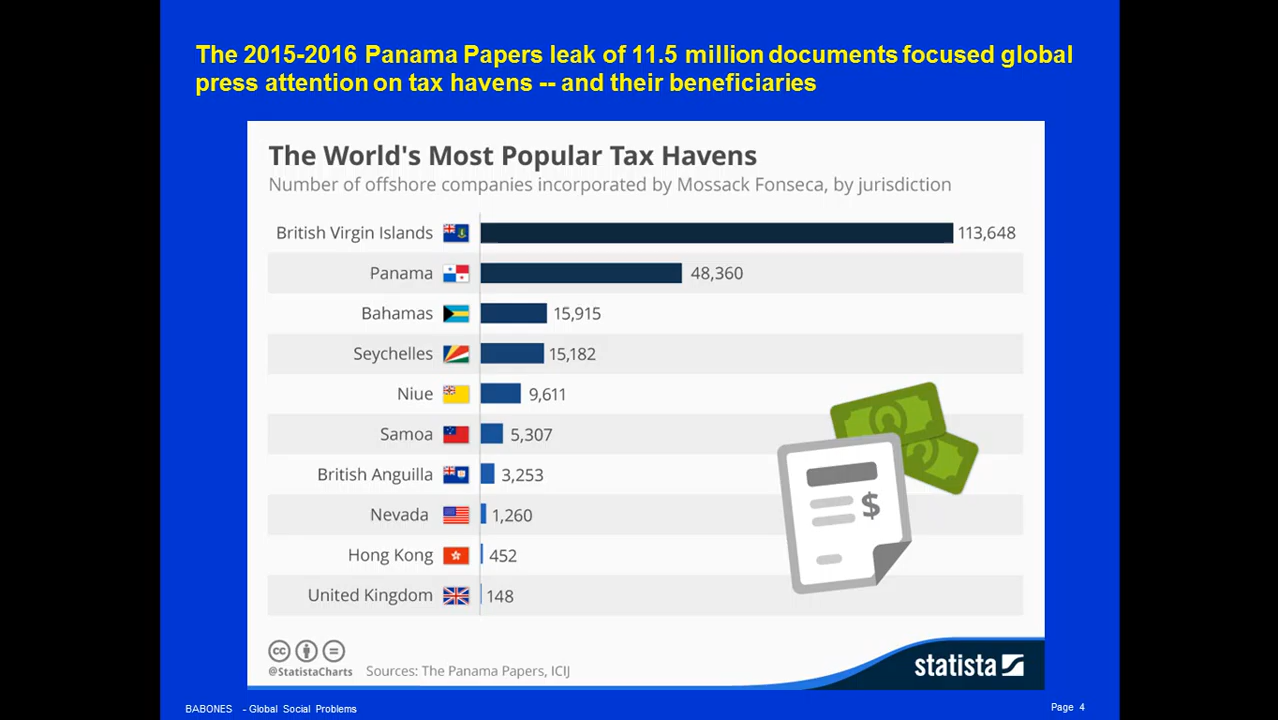 The 2015-2016 Panama Papers leak of 11.5 million documents focused global
press attention on tax havens -- and their beneficiaries
The World's Most Popular Tax Havens
Number of offshore companies incorporated by Mossack Fonseca, by jurisdiction
British Virgin Islands 113,648
Panama 48,360
Bahamas 15,915
Seychelles 15,182
Niue 9,611
Samoa 5,307
British Anguilla 3,253
Nevada 1,260
Hong Kong 452
United Kingdom 148
$
cc
@StatistaCharts Sources: The Panama Papers, ICIJ
statista
BABONES - Global Social Problems
Page 4